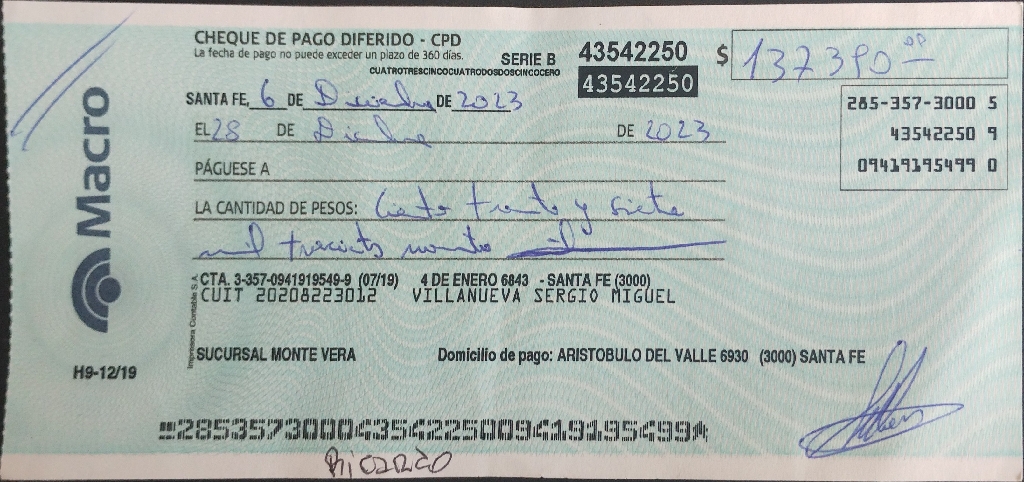 CHEQUE DE PAGO DIFERIDO - CPD
La fecha de pago no puede exceder un plazo de 360 días.
SERIE B 43542250 $ 137390 00
CUATROTRESCINCOCUATRODOSDOSCINCOCERO
43542250
SANTA FE, 6 DE Diciembre DE 2023
285-357-3000 5
EL 28 DE Diciembre DE 2023
43542250 9
09419195499 0
PÁGUESE A
LA CANTIDAD DE PESOS: Ciento treinta y siete
mil trecientos noventa
Macro
CTA. 3-357-0941919549-9 (07/19) 4 DE ENERO 6843 - SANTA FE (3000)
CUIT 20208223012 VILLANUEVA SERGIO MIGUEL
Impresora Contable S.A.
SUCURSAL MONTE VERA Domicilio de pago: ARISTOBULO DEL VALLE 6930 (3000) SANTA FE
H9-12/19
285357300043542250094191954994
RICARDO